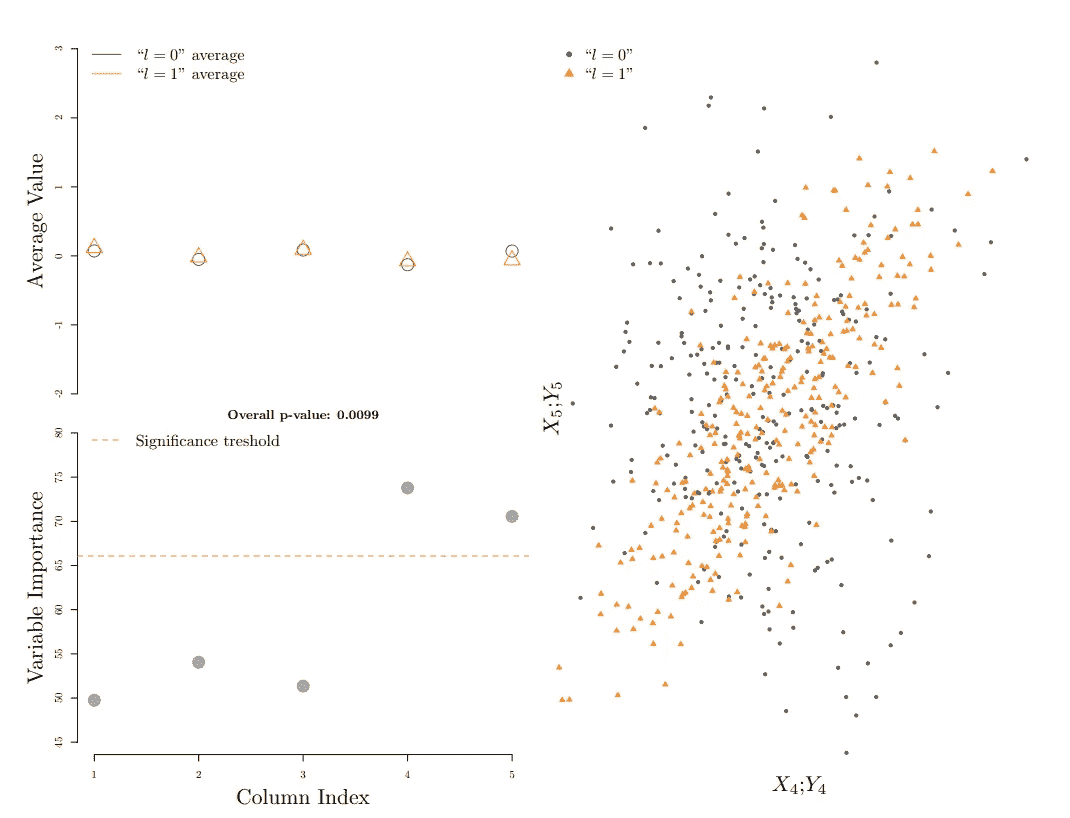 “l = 0” average
“l = 1” average
3
2
1
0
-1
-2
Average Value
Overall p-value: 0.0099
Significance treshold
80
75
70
65
60
55
50
45
Variable Importance
1 2 3 4 5
Column Index
“l = 0”
“l = 1”
X5;Y5
X4;Y4